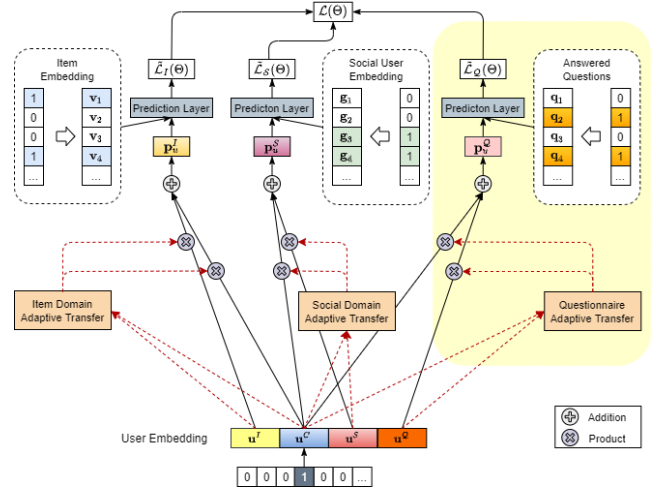 ℒ(Θ)
ℒ̃_I(Θ)
ℒ̃_S(Θ)
ℒ̃_Q(Θ)
Item
Embedding
1
0
0
1
...
v₁
v₂
v₃
v₄
...
Prediction Layer
p_u^I
Prediction Layer
p_u^S
Social User
Embedding
g₁
g₂
g₃
g₄
...
0
0
1
1
...
Prediction Layer
p_u^Q
Answered
Questions
q₁
q₂
q₃
q₄
...
0
1
0
1
...
Item Domain
Adaptive Transfer
Social Domain
Adaptive Transfer
Questionnaire
Adaptive Transfer
User Embedding
u^I
u^C
u^S
u^Q
0
0
0
1
0
0
...
Addition
Product